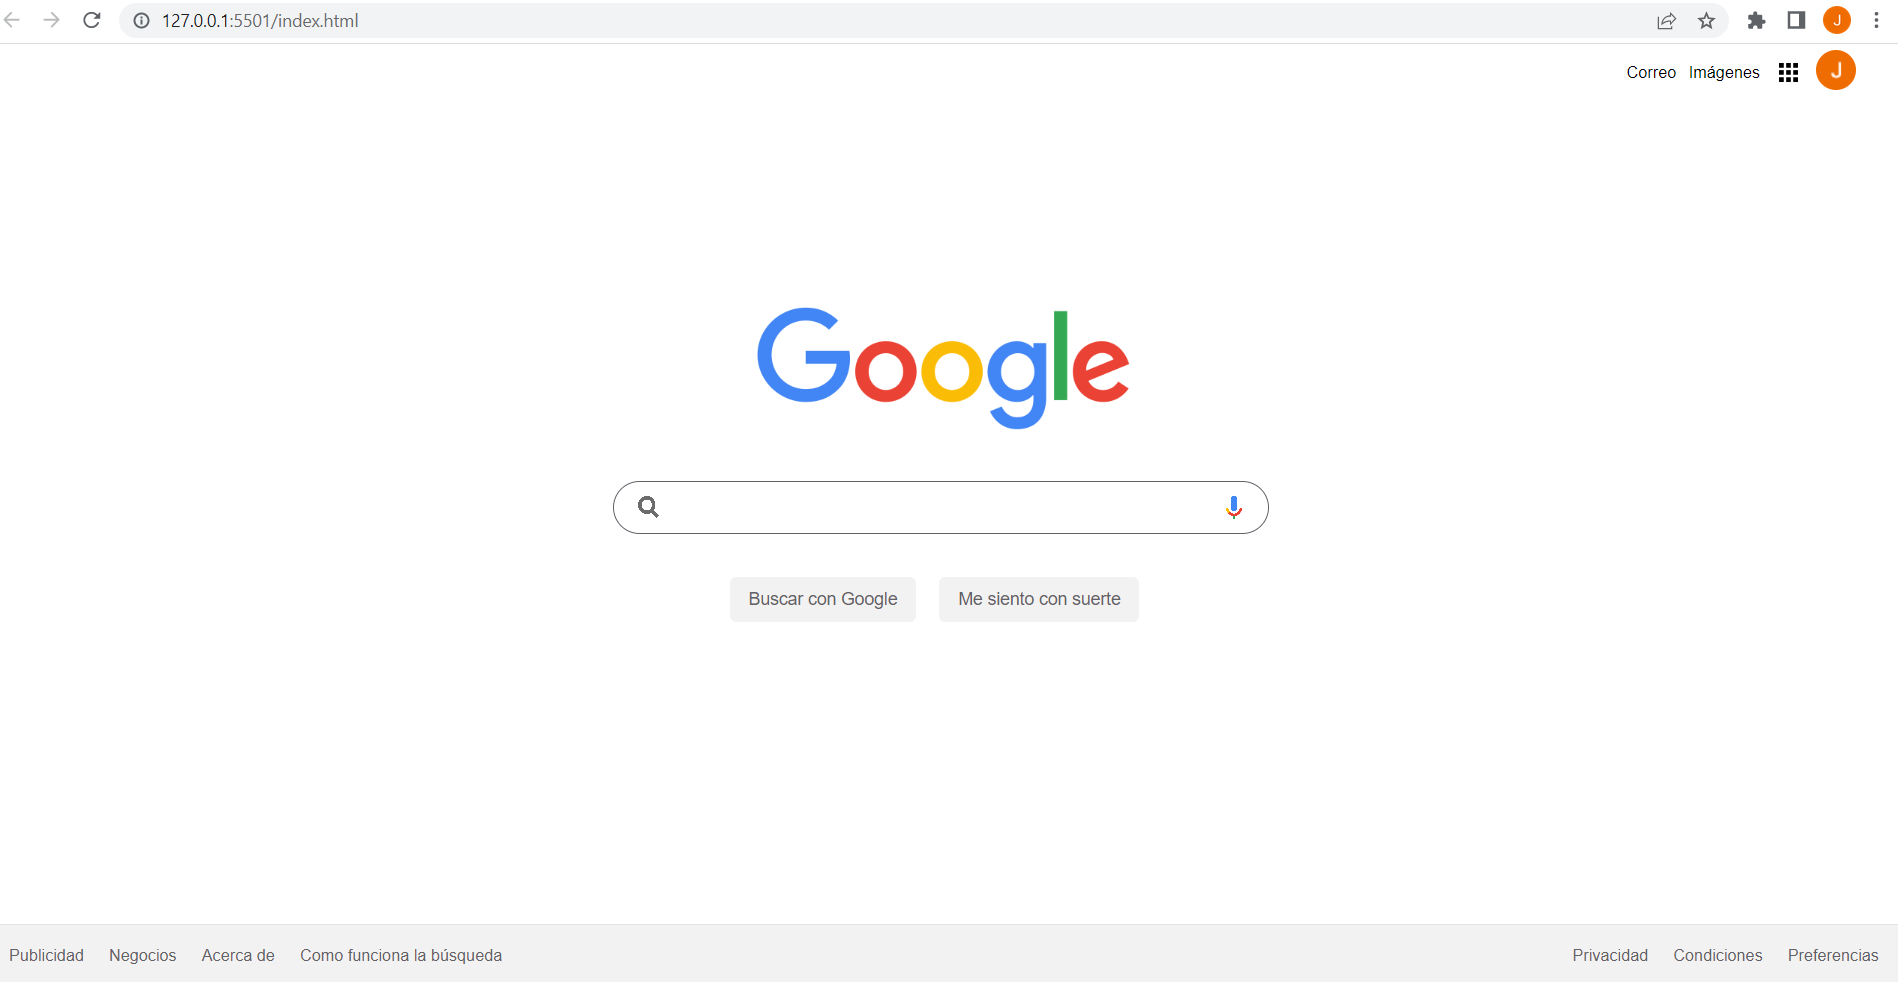 127.0.0.1:5501/index.html J
Correo Imágenes J
Google
Buscar con Google Me siento con suerte
Publicidad Negocios Acerca de Como funciona la búsqueda Privacidad Condiciones Preferencias